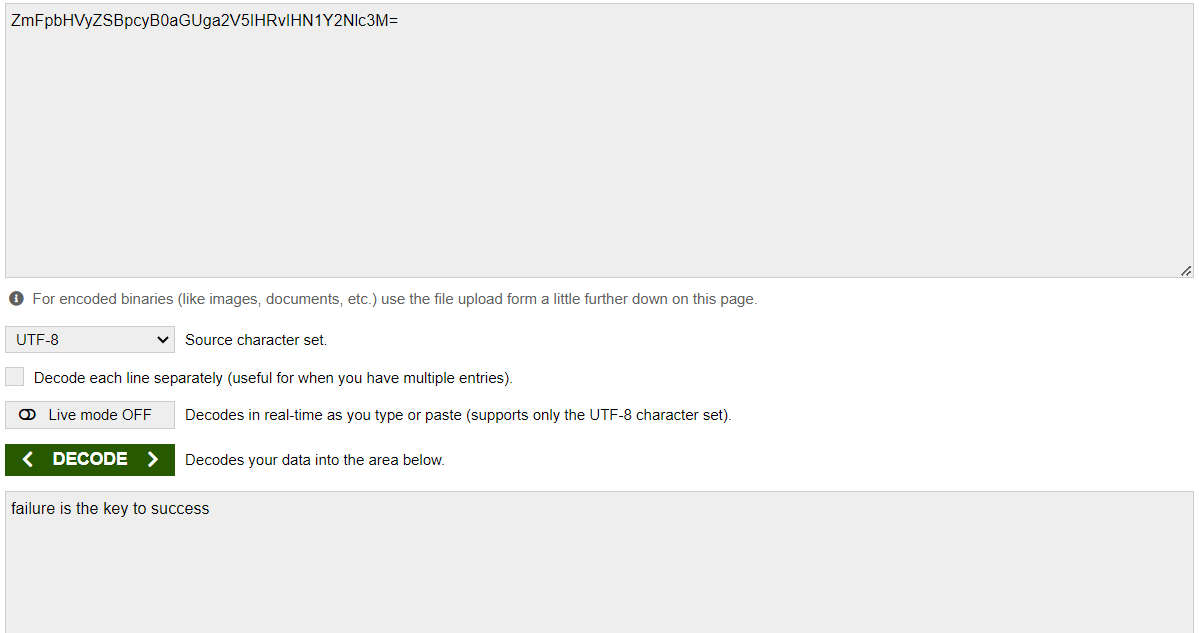 ZmFpbHVyZSBpcyB0aGUga2V5IHRvIHN1Y2Nlc3M=
For encoded binaries (like images, documents, etc.) use the file upload form a little further down on this page.
UTF-8 Source character set.
Decode each line separately (useful for when you have multiple entries).
Live mode OFF Decodes in real-time as you type or paste (supports only the UTF-8 character set).
< DECODE > Decodes your data into the area below.
failure is the key to success